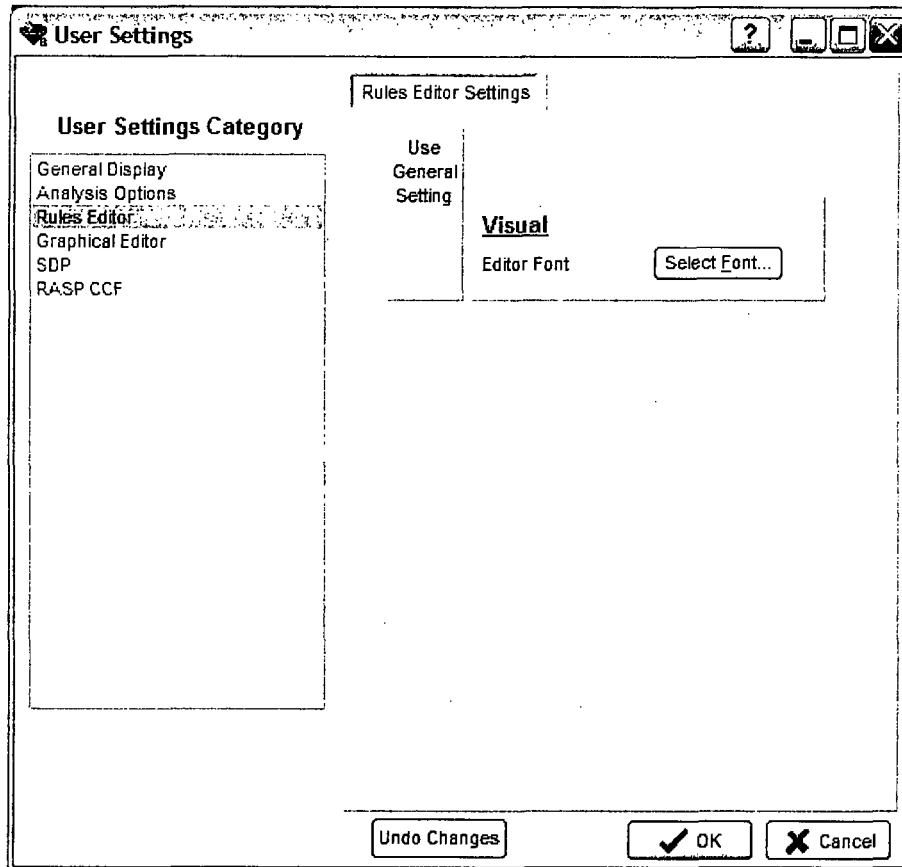 User Settings
?
Rules Editor Settings
User Settings Category
General Display
Analysis Options
Rules Editor
Graphical Editor
SDP
RASP CCF
Use
General
Setting
Visual
Editor Font
Select Font...
Undo Changes
OK
Cancel